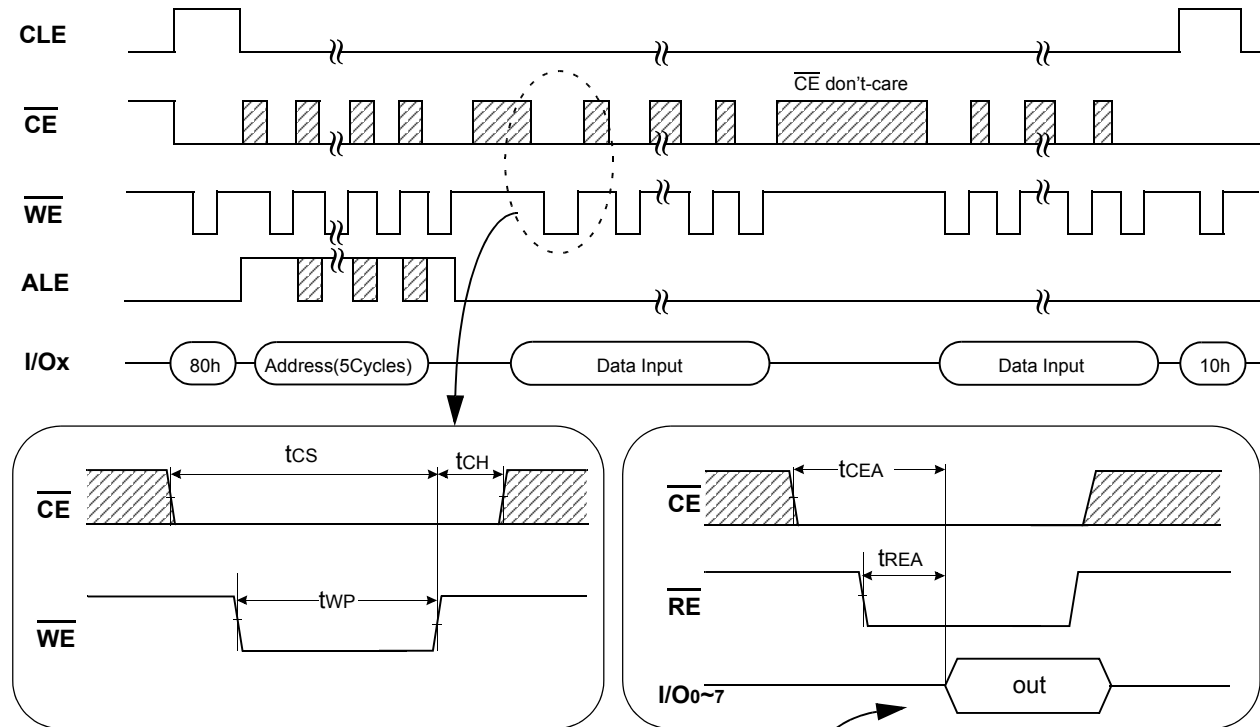 CLE
CE don't-care
CE
WE
ALE
I/Ox
80h
Address(5Cycles)
Data Input
Data Input
10h
tCS
tCH
CE
tWP
WE
tCEA
CE
tREA
RE
I/O0~7
out